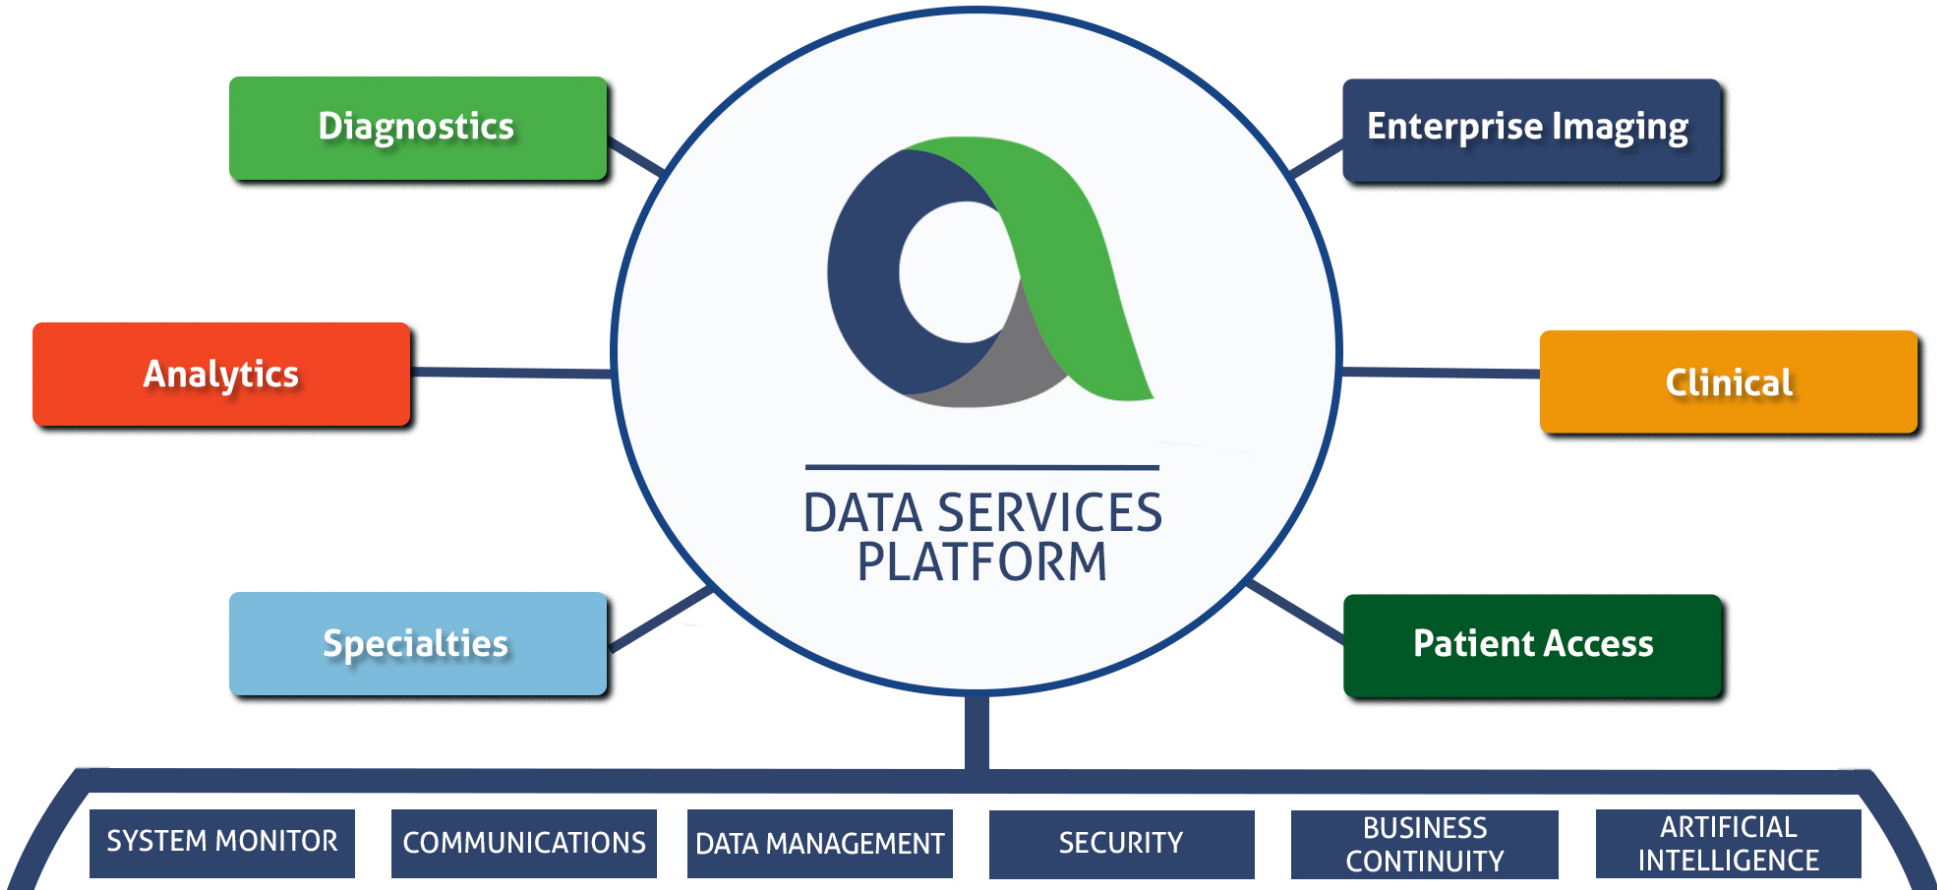 Diagnostics
Enterprise Imaging
Analytics
Clinical
DATA SERVICES
PLATFORM
Specialties
Patient Access
SYSTEM MONITOR
COMMUNICATIONS
DATA MANAGEMENT
SECURITY
BUSINESS
CONTINUITY
ARTIFICIAL
INTELLIGENCE